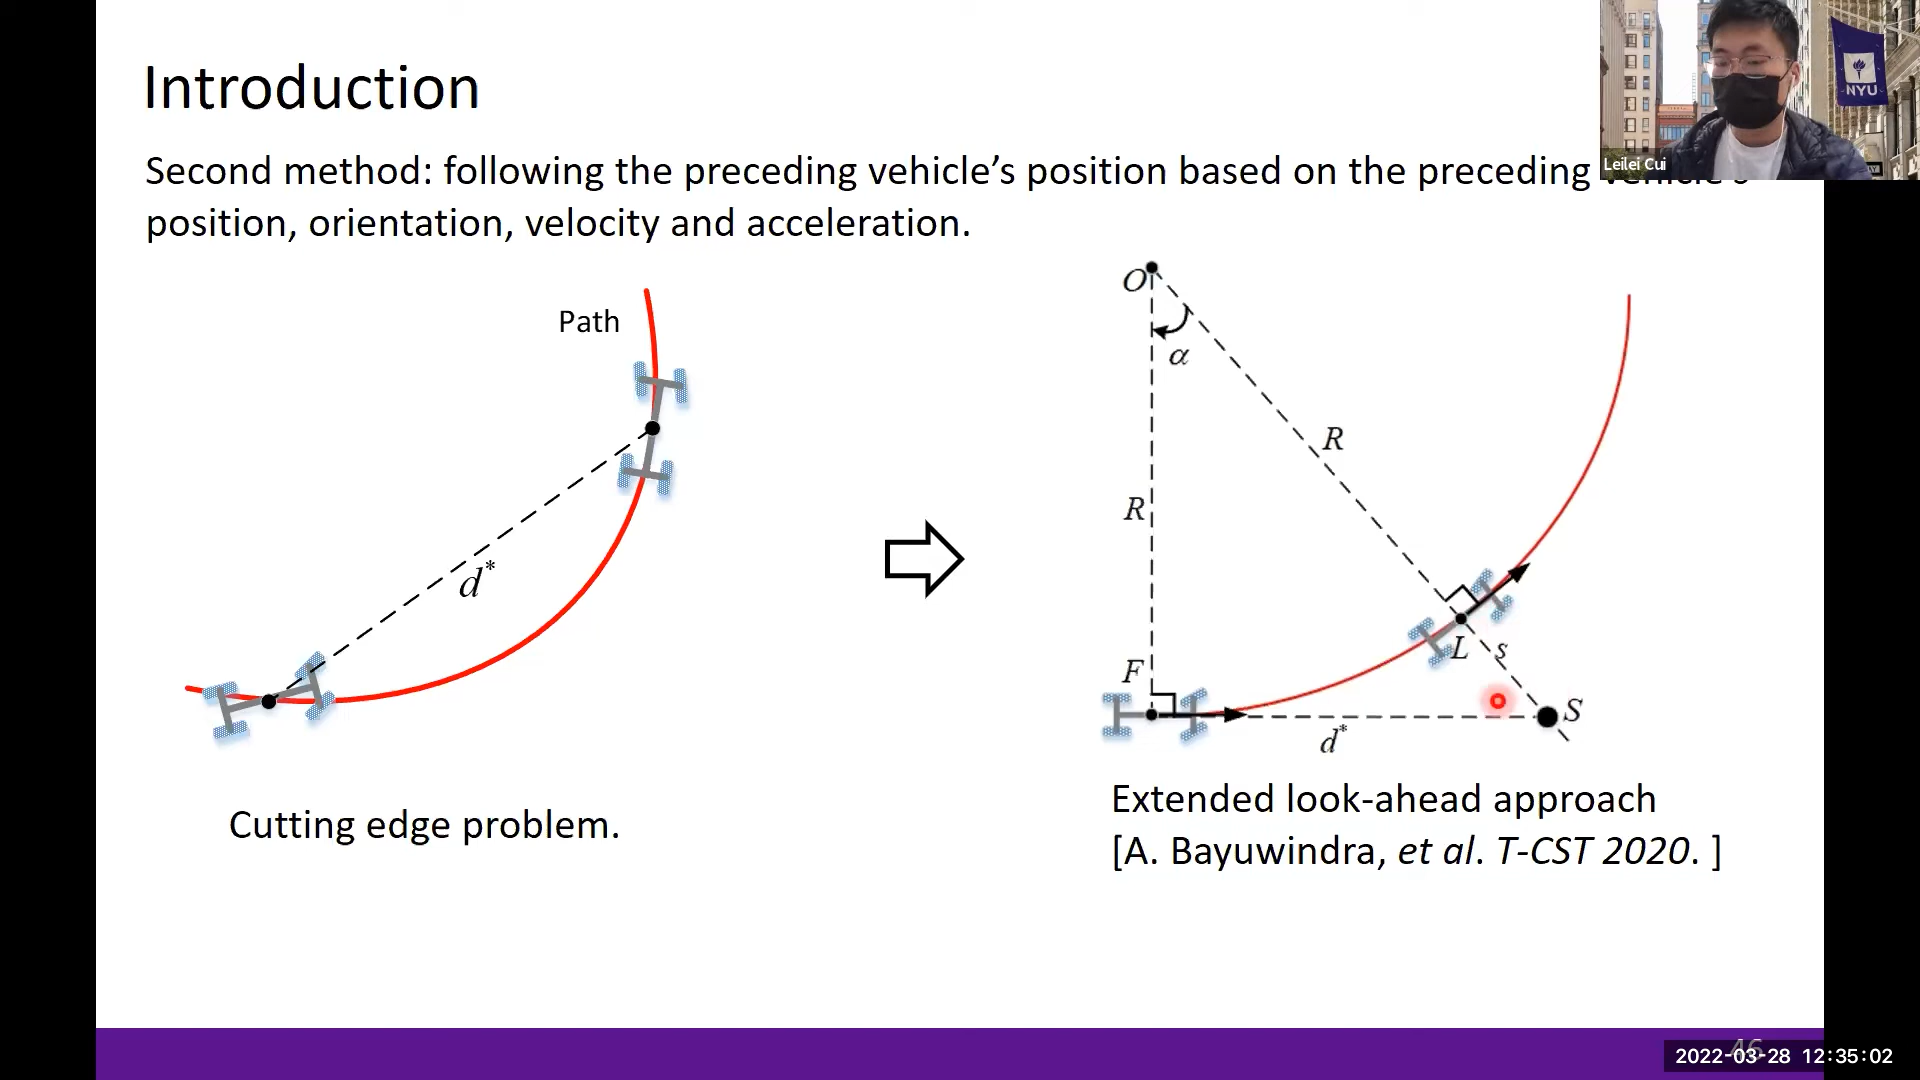 Introduction
Second method: following the preceding vehicle's position based on the preceding vehicle's
position, orientation, velocity and acceleration.
NYU
Leilei Cui
Path
d*
Cutting edge problem.
O
α
R
R
F
L
s
S
d*
Extended look-ahead approach
[A. Bayuwindra, et al. T-CST 2020. ]
46
2022-03-28 12:35:02